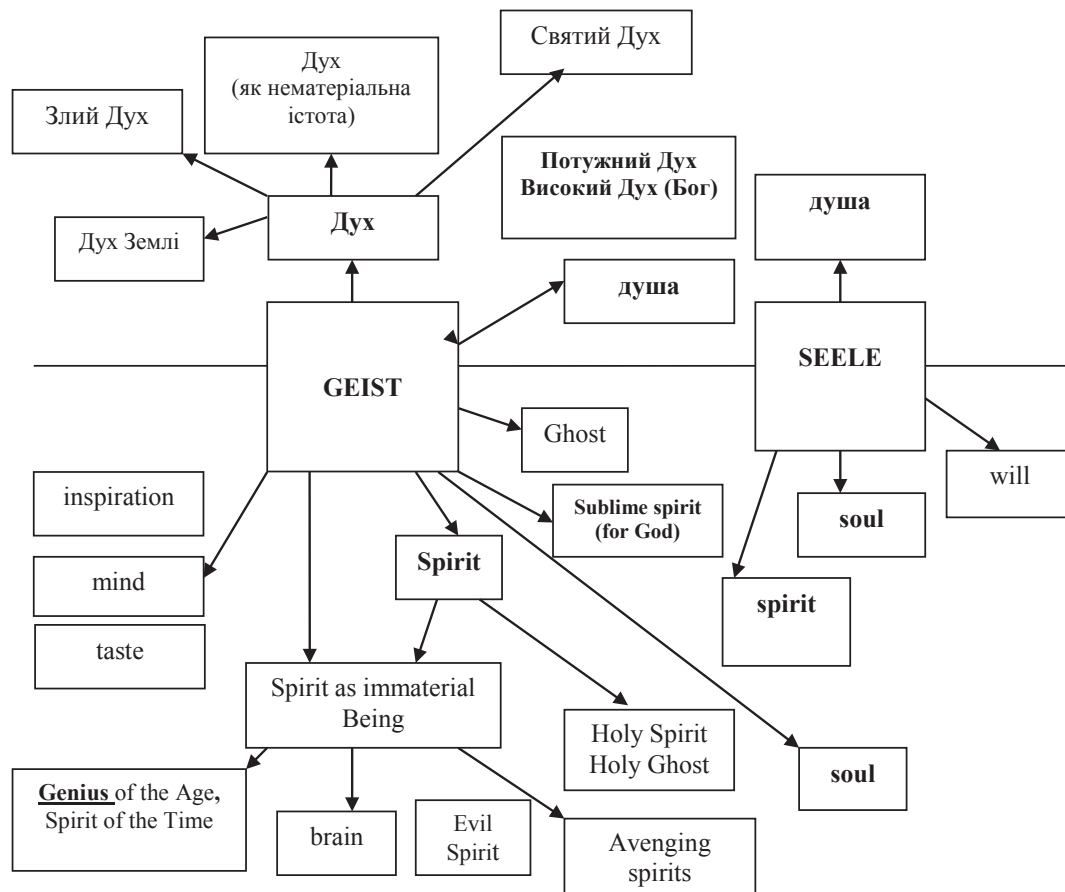 Святий Дух
Дух
(як нематеріальна
істота)
Злий Дух
Потужний Дух
Високий Дух (Бог)
душа
Дух
Дух Землі
душа
GEIST
SEELE
Ghost
will
inspiration
Sublime spirit
(for God)
soul
mind
Spirit
spirit
taste
Spirit as immaterial
Being
Holy Spirit
Holy Ghost
soul
Genius of the Age,
Spirit of the Time
brain
Evil
Spirit
Avenging
spirits